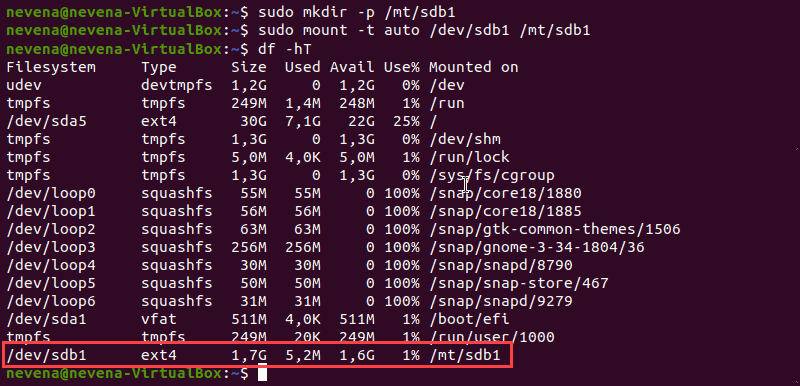 nevena@nevena-VirtualBox:~$ sudo mkdir -p /mt/sdb1
nevena@nevena-VirtualBox:~$ sudo mount -t auto /dev/sdb1 /mt/sdb1
nevena@nevena-VirtualBox:~$ df -hT
Filesystem     Type      Size  Used Avail Use% Mounted on
udev           devtmpfs  1,2G     0  1,2G   0% /dev
tmpfs          tmpfs     249M  1,4M  248M   1% /run
/dev/sda5      ext4       30G  7,1G   22G  25% /
tmpfs          tmpfs     1,3G     0  1,3G   0% /dev/shm
tmpfs          tmpfs     5,0M  4,0K  5,0M   1% /run/lock
tmpfs          tmpfs     1,3G     0  1,3G   0% /sys/fs/cgroup
/dev/loop0     squashfs   55M   55M     0 100% /snap/core18/1880
/dev/loop1     squashfs   56M   56M     0 100% /snap/core18/1885
/dev/loop2     squashfs   63M   63M     0 100% /snap/gtk-common-themes/1506
/dev/loop3     squashfs  256M  256M     0 100% /snap/gnome-3-34-1804/36
/dev/loop4     squashfs   30M   30M     0 100% /snap/snapd/8790
/dev/loop5     squashfs   50M   50M     0 100% /snap/snap-store/467
/dev/loop6     squashfs   31M   31M     0 100% /snap/snapd/9279
/dev/sda1      vfat      511M  4,0K  511M   1% /boot/efi
tmpfs          tmpfs     249M   20K  249M   1% /run/user/1000
/dev/sdb1      ext4      1,7G  5,2M  1,6G   1% /mt/sdb1
nevena@nevena-VirtualBox:~$